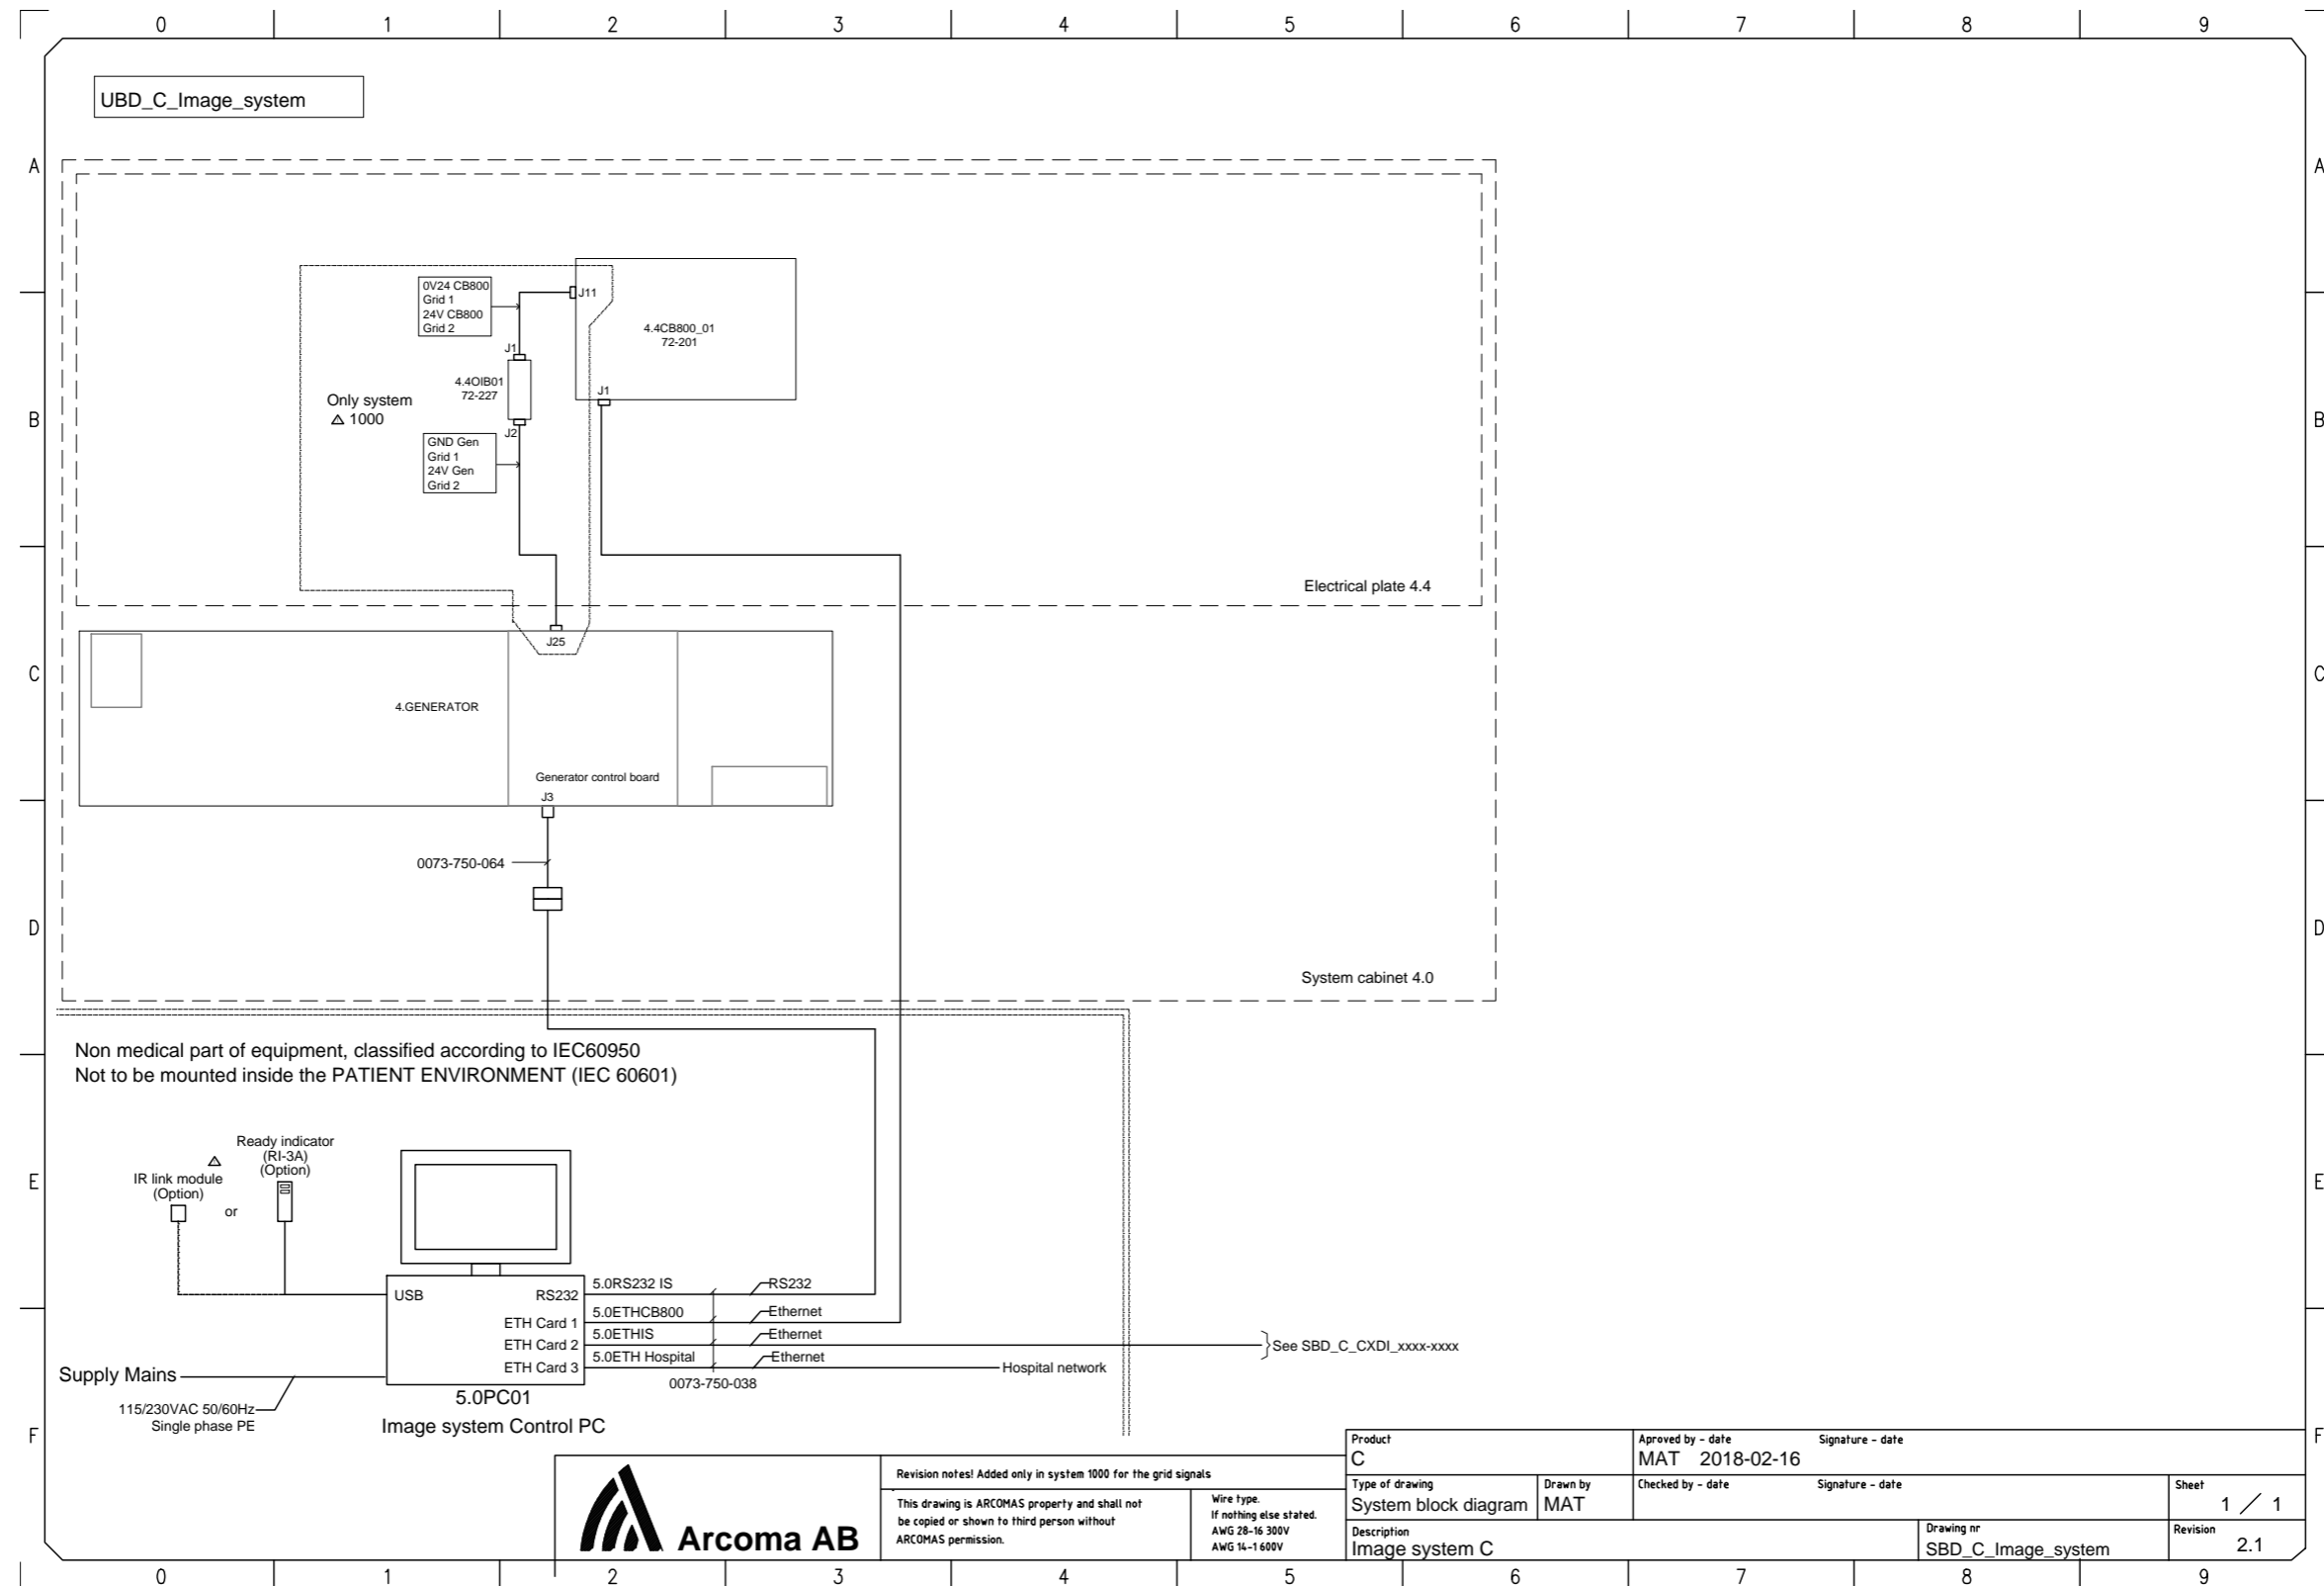 0 1 2 3 4 5 6 7 8 9
UBD_C_Image_system
A A
0V24 CB800
Grid 1
24V CB800
Grid 2
J11
4.4CB800_01
72-201
J1
4.4OIB01
72-227
J1
Only system
△ 1000
B B
J2
GND Gen
Grid 1
24V Gen
Grid 2
Electrical plate 4.4
J25
C C
4.GENERATOR
Generator control board
J3
0073-750-064
D D
System cabinet 4.0
Non medical part of equipment, classified according to IEC60950
Not to be mounted inside the PATIENT ENVIRONMENT (IEC 60601)
Ready indicator
(RI-3A)
(Option)
△
IR link module
(Option)
or
E E
USB
RS232
5.0RS232 IS
RS232
ETH Card 1
5.0ETHCB800
Ethernet
ETH Card 2
5.0ETHIS
Ethernet
See SBD_C_CXDI_xxxx-xxxx
ETH Card 3
5.0ETH Hospital
Ethernet
Hospital network
0073-750-038
Supply Mains
115/230VAC 50/60Hz
Single phase PE
5.0PC01
Image system Control PC
F F
Arcoma AB
Revision notes! Added only in system 1000 for the grid signals
This drawing is ARCOMAS property and shall not
be copied or shown to third person without
ARCOMAS permission.
Wire type.
If nothing else stated.
AWG 28-16 300V
AWG 14-1 600V
Product
C
Aproved by - date
Signature - date
MAT 2018-02-16
Type of drawing
System block diagram
Drawn by
MAT
Checked by - date
Signature - date
Sheet
1 / 1
Description
Image system C
Drawing nr
SBD_C_Image_system
Revision
2.1
0 1 2 3 4 5 6 7 8 9